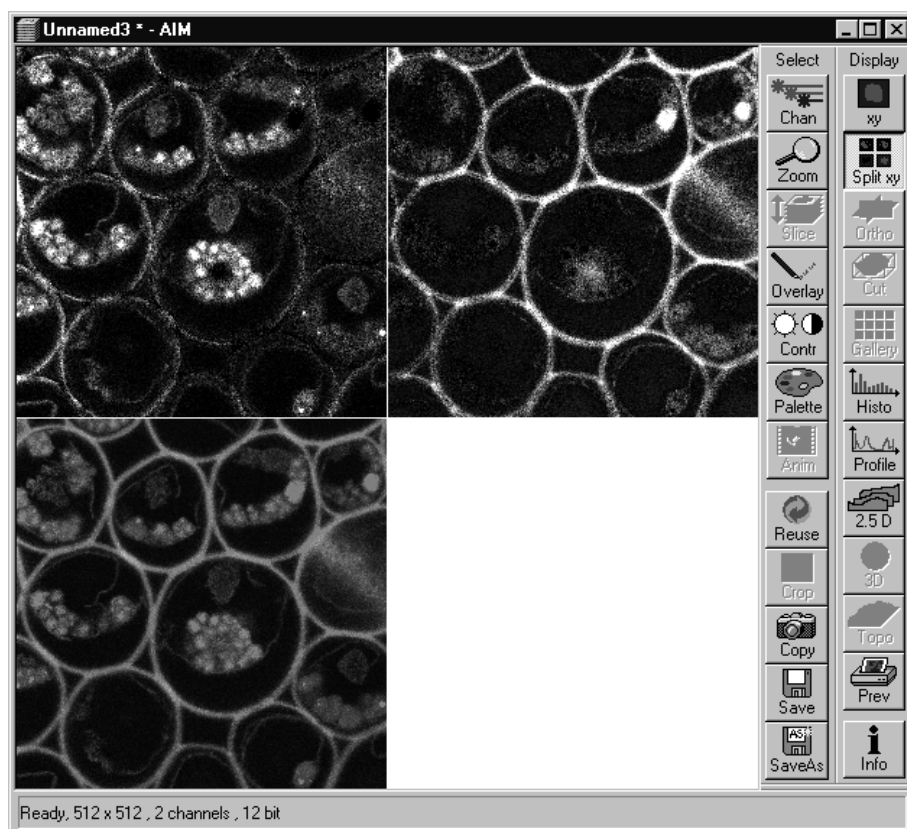 Unnamed3 * - AIM
Select Display
Chan xy
Zoom Split xy
Slice Ortho
Overlay Cut
Contr Gallery
Palette Histo
Anim Profile
Reuse 2.5 D
Crop 3D
Copy Topo
Save Prev
AS
SaveAs Info
Ready, 512 x 512 , 2 channels , 12 bit